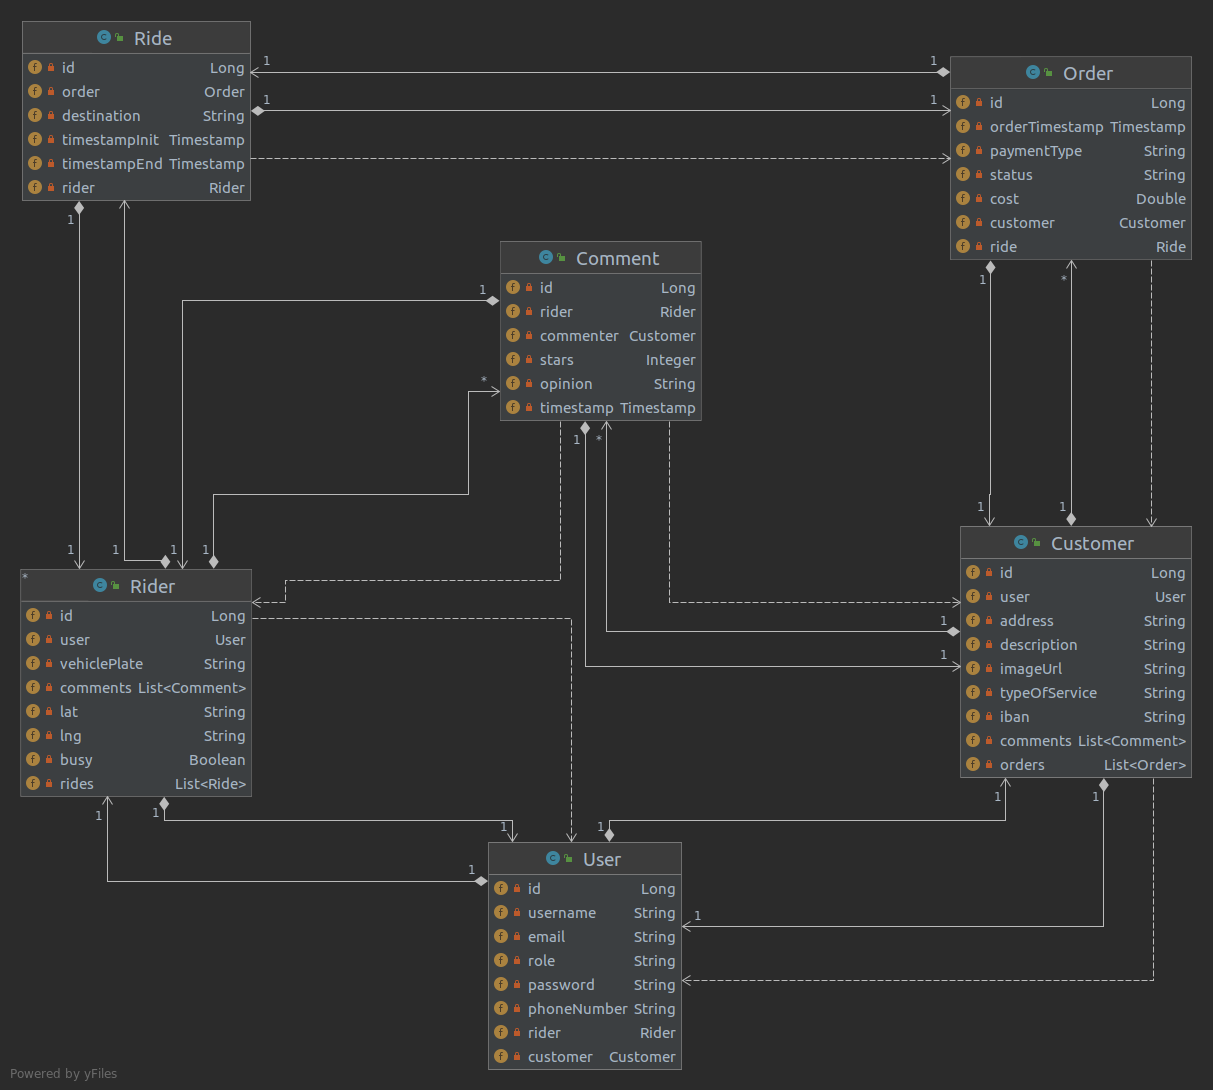 Ride
id Long
order Order
destination String
timestampInit Timestamp
timestampEnd Timestamp
rider Rider
1
1
1
1
Order
id Long
orderTimestamp Timestamp
paymentType String
status String
cost Double
customer Customer
ride Ride
1
1
*
Comment
id Long
rider Rider
commenter Customer
stars Integer
opinion String
timestamp Timestamp
1
*
1
*
1
1
1
1
1
1
*
Rider
id Long
user User
vehiclePlate String
comments List<Comment>
lat String
lng String
busy Boolean
rides List<Ride>
Customer
id Long
user User
address String
description String
imageUrl String
typeOfService String
iban String
comments List<Comment>
orders List<Order>
1
1
1
1
1
1
1
1
1
1
User
id Long
username String
email String
role String
password String
phoneNumber String
rider Rider
customer Customer
Powered by yFiles